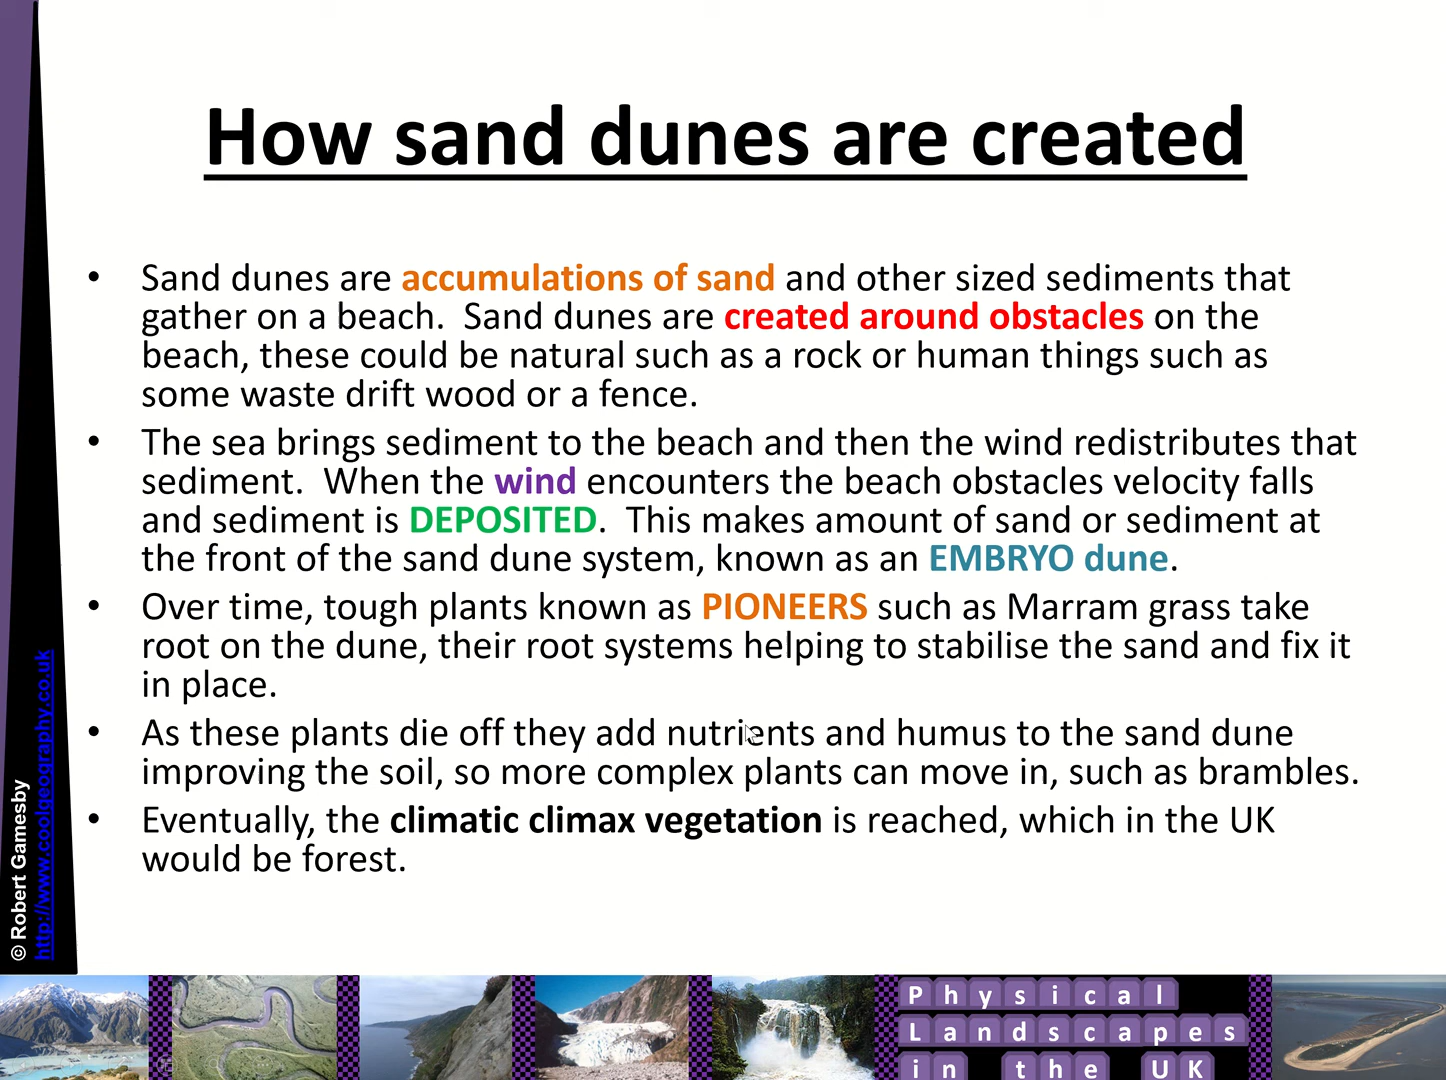 How sand dunes are created
• Sand dunes are accumulations of sand and other sized sediments that
gather on a beach.  Sand dunes are created around obstacles on the
beach, these could be natural such as a rock or human things such as
some waste drift wood or a fence.
• The sea brings sediment to the beach and then the wind redistributes that
sediment.  When the wind encounters the beach obstacles velocity falls
and sediment is DEPOSITED.  This makes amount of sand or sediment at
the front of the sand dune system, known as an EMBRYO dune.
• Over time, tough plants known as PIONEERS such as Marram grass take
root on the dune, their root systems helping to stabilise the sand and fix it
in place.
• As these plants die off they add nutrients and humus to the sand dune
improving the soil, so more complex plants can move in, such as brambles.
• Eventually, the climatic climax vegetation is reached, which in the UK
would be forest.
© Robert Gamesby
http://www.coolgeography.co.uk
Physical
Landscapes
in the UK